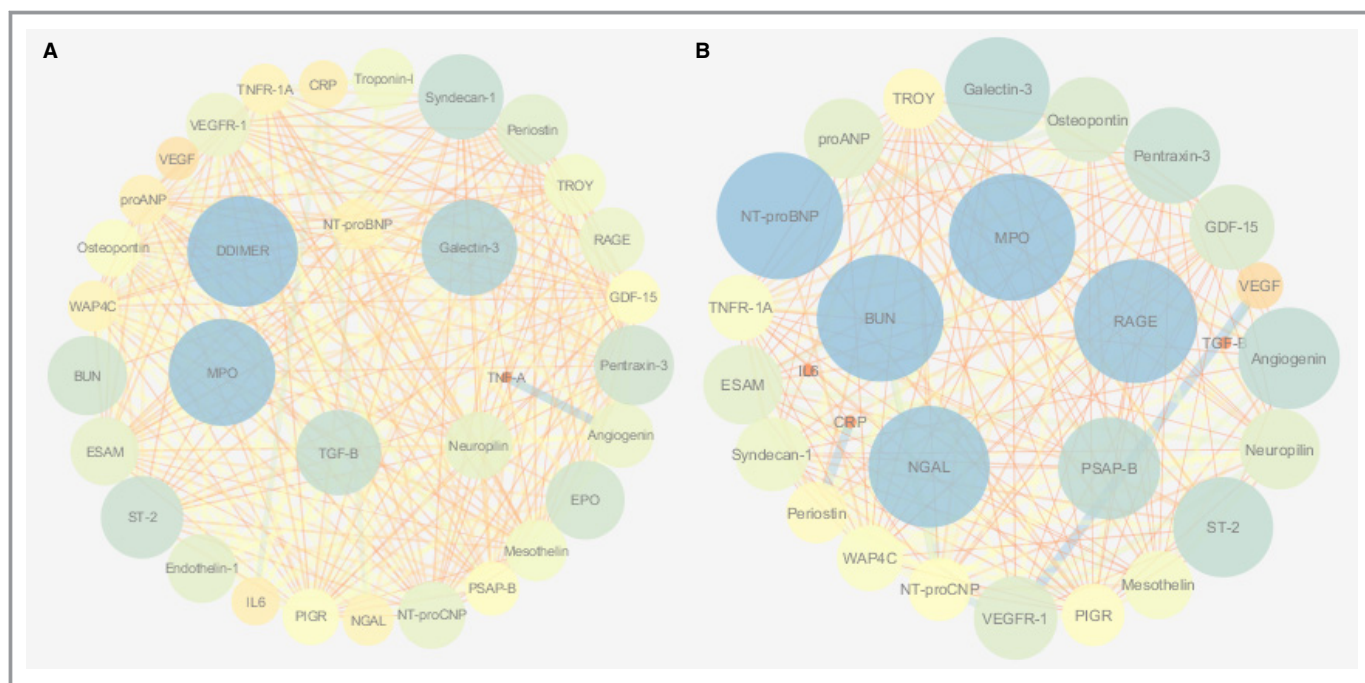 A
TNFR-1A
CRP
Troponin-I
Syndecan-1
VEGFR-1
Periostin
VEGF
TROY
proANP
NT-proBNP
Osteopontin
DDIMER
Galectin-3
RAGE
WAP4C
GDF-15
BUN
MPO
TNF-A
Pentraxin-3
ESAM
TGF-B
Neuropilin
Angiogenin
ST-2
EPO
Endothelin-1
Mesothelin
IL6
PIGR
NGAL
NT-proCNP
PSAP-B
B
TROY
Galectin-3
Osteopontin
proANP
Pentraxin-3
NT-proBNP
MPO
GDF-15
VEGF
TNFR-1A
BUN
RAGE
TGF-B
Angiogenin
IL6
ESAM
CRP
Syndecan-1
NGAL
PSAP-B
Neuropilin
Periostin
ST-2
WAP4C
NT-proCNP
VEGFR-1
PIGR
Mesothelin